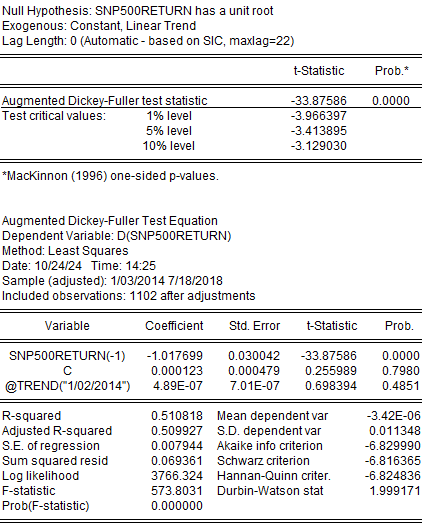 Null Hypothesis: SNP500RETURN has a unit root
Exogenous: Constant, Linear Trend
Lag Length: 0 (Automatic - based on SIC, maxlag=22)
t-Statistic Prob.*
Augmented Dickey-Fuller test statistic -33.87586 0.0000
Test critical values: 1% level -3.966397
5% level -3.413895
10% level -3.129030
*MacKinnon (1996) one-sided p-values.
Augmented Dickey-Fuller Test Equation
Dependent Variable: D(SNP500RETURN)
Method: Least Squares
Date: 10/24/24 Time: 14:25
Sample (adjusted): 1/03/2014 7/18/2018
Included observations: 1102 after adjustments
Variable Coefficient Std. Error t-Statistic Prob.
SNP500RETURN(-1) -1.017699 0.030042 -33.87586 0.0000
C 0.000123 0.000479 0.255989 0.7980
@TREND("1/02/2014") 4.89E-07 7.01E-07 0.698394 0.4851
R-squared 0.510818 Mean dependent var -3.42E-06
Adjusted R-squared 0.509927 S.D. dependent var 0.011348
S.E. of regression 0.007944 Akaike info criterion -6.829990
Sum squared resid 0.069361 Schwarz criterion -6.816365
Log likelihood 3766.324 Hannan-Quinn criter. -6.824836
F-statistic 573.8031 Durbin-Watson stat 1.999171
Prob(F-statistic) 0.000000